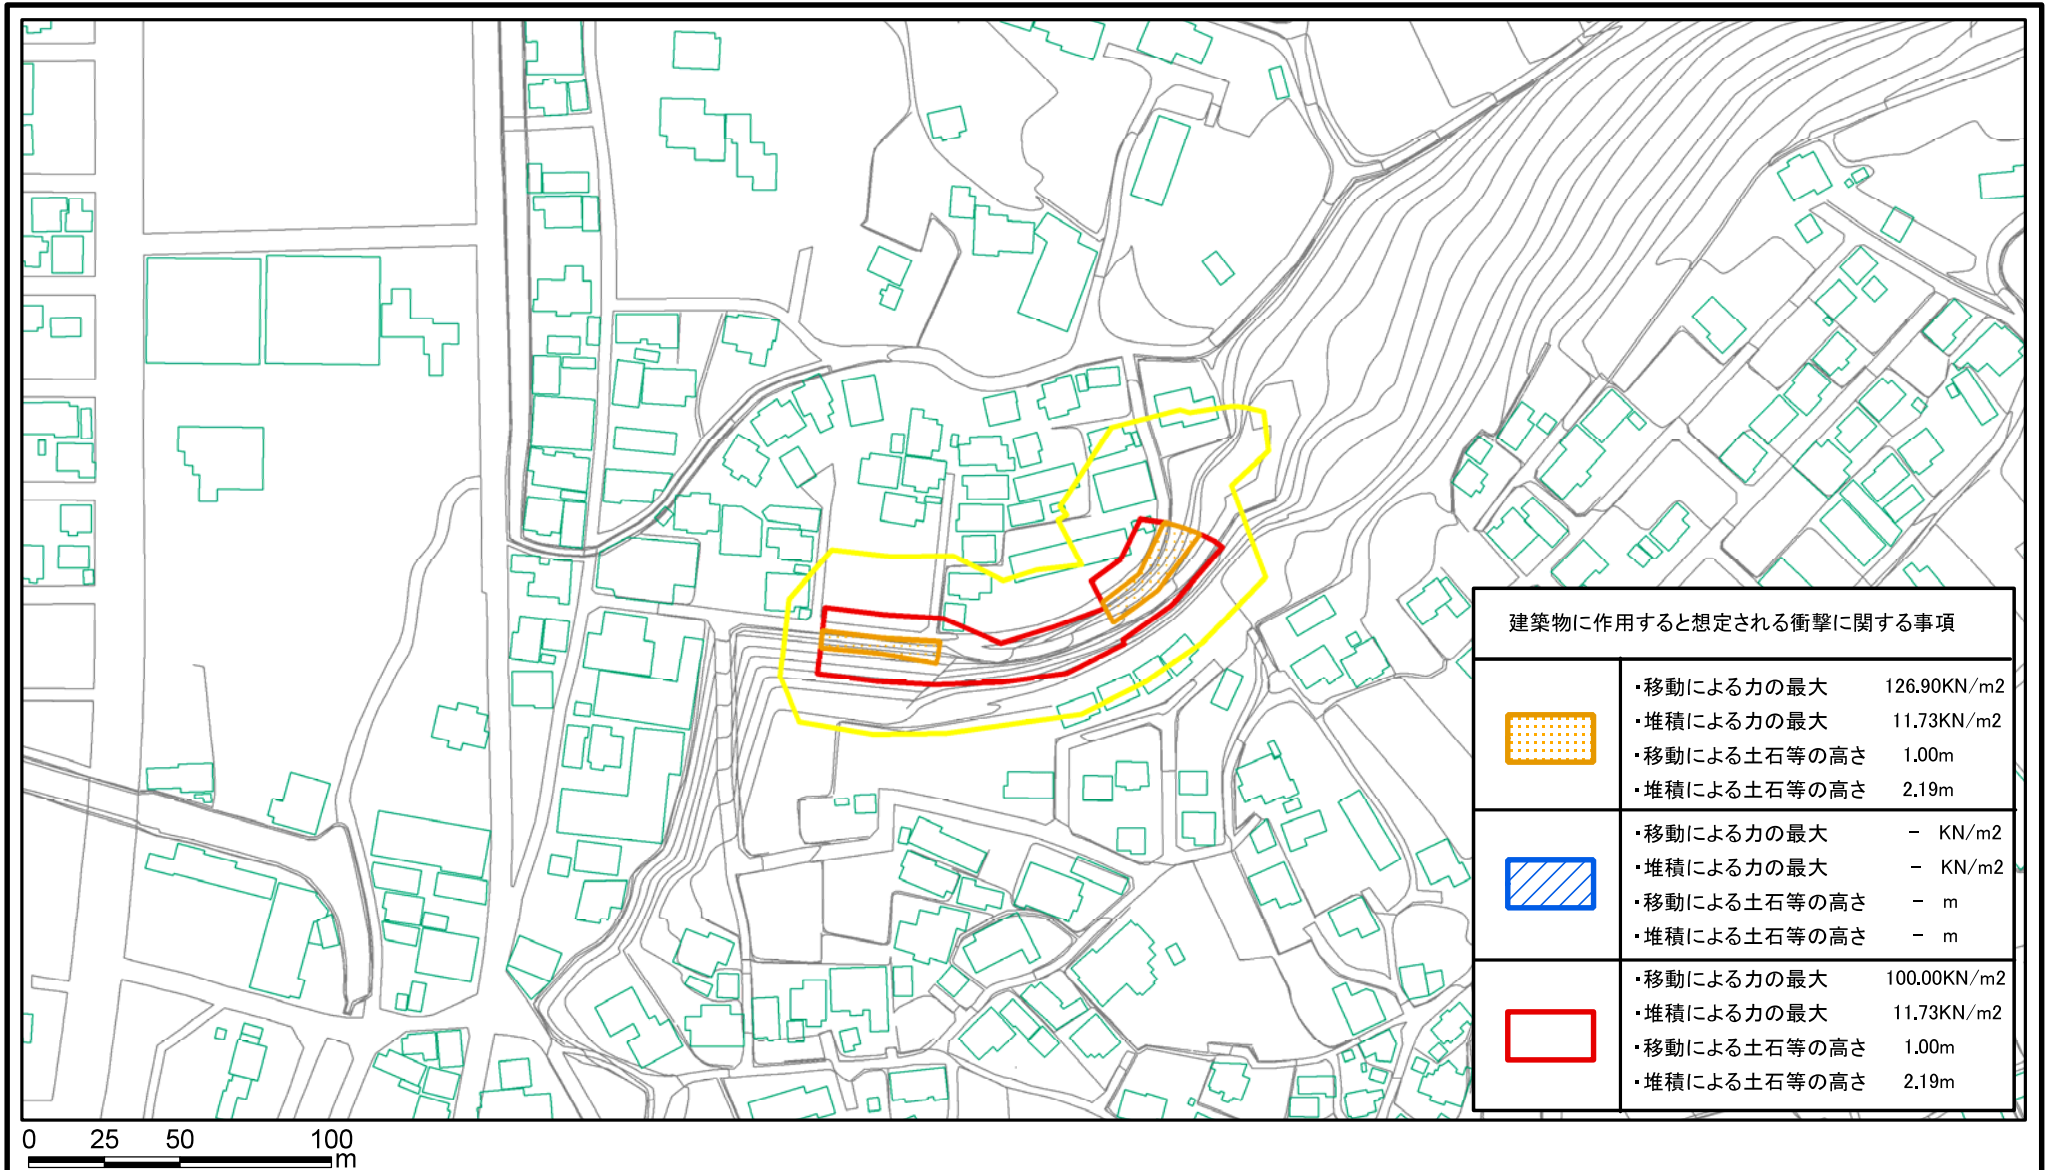 建築物に作用すると想定される衝撃に関する事項
・移動による力の最大 126.90KN/m2
・堆積による力の最大 11.73KN/m2
・移動による土石等の高さ 1.00m
・堆積による土石等の高さ 2.19m
・移動による力の最大 - KN/m2
・堆積による力の最大 - KN/m2
・移動による土石等の高さ - m
・堆積による土石等の高さ - m
・移動による力の最大 100.00KN/m2
・堆積による力の最大 11.73KN/m2
・移動による土石等の高さ 1.00m
・堆積による土石等の高さ 2.19m
0 25 50 100
m